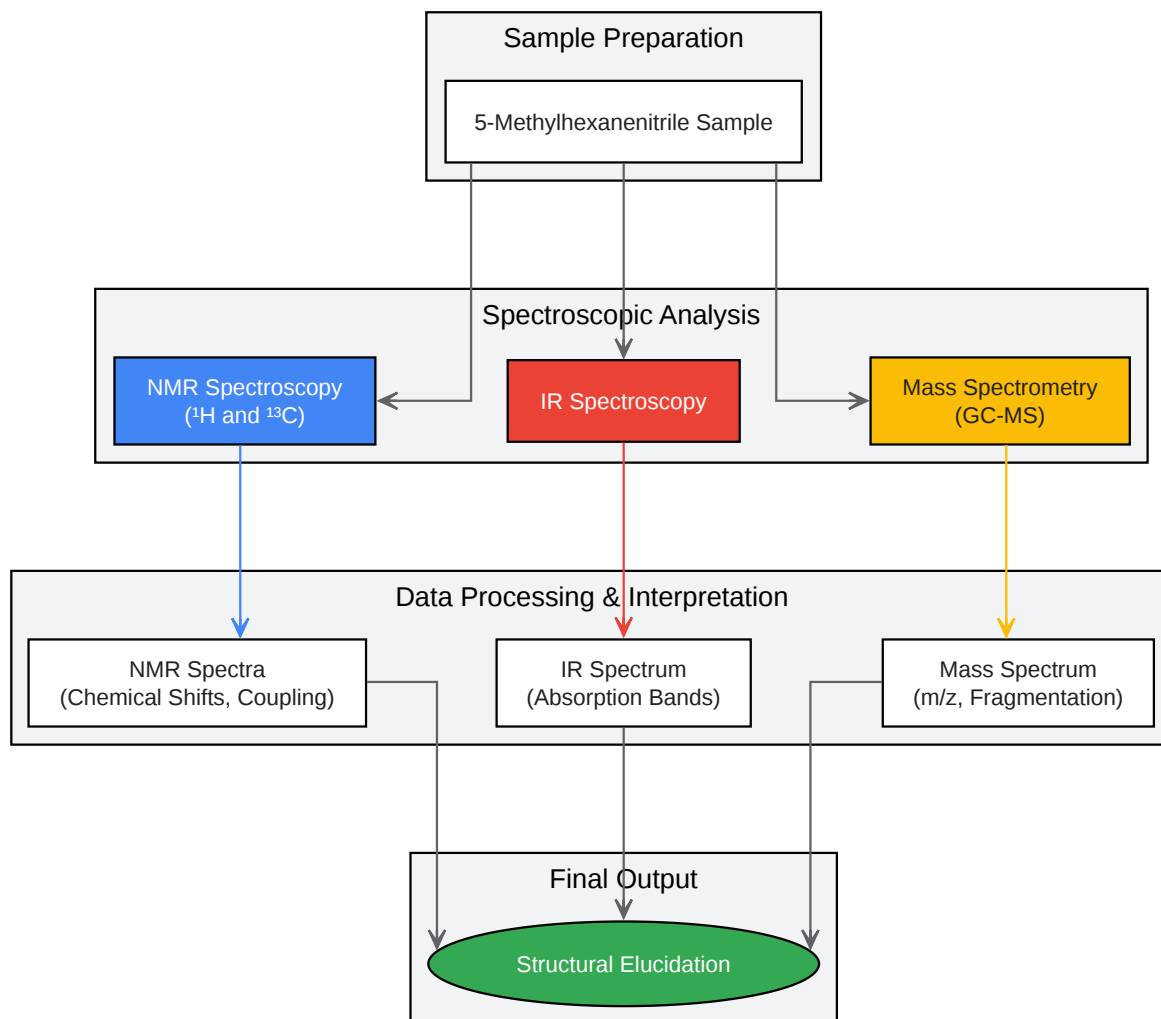 Sample Preparation
5-Methylhexanenitrile Sample
Spectroscopic Analysis
NMR Spectroscopy
(¹H and ¹³C)
IR Spectroscopy
Mass Spectrometry
(GC-MS)
Data Processing & Interpretation
NMR Spectra
(Chemical Shifts, Coupling)
IR Spectrum
(Absorption Bands)
Mass Spectrum
(m/z, Fragmentation)
Final Output
Structural Elucidation